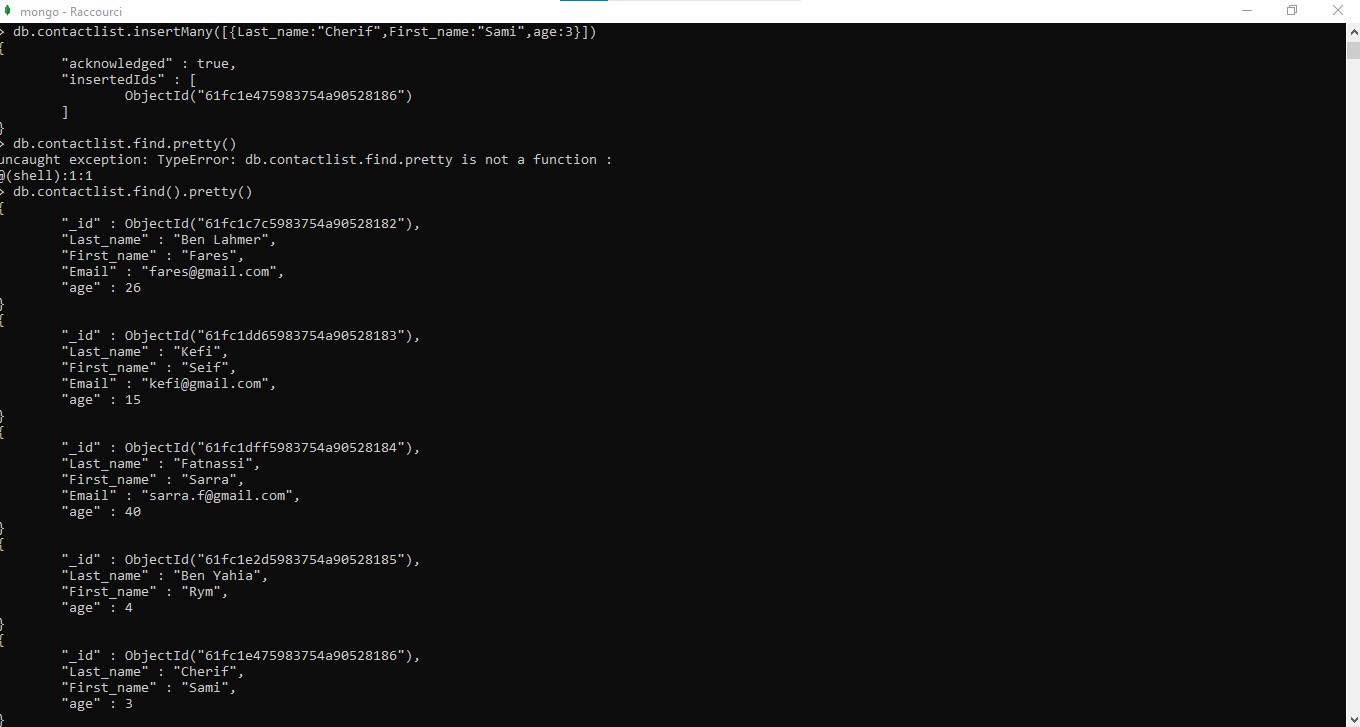 mongo - Raccourci
> db.contactlist.insertMany([{Last_name:"Cherif",First_name:"Sami",age:3}])
{
        "acknowledged" : true,
        "insertedIds" : [
                ObjectId("61fc1e475983754a90528186")
        ]
}
> db.contactlist.find.pretty()
uncaught exception: TypeError: db.contactlist.find.pretty is not a function :
@(shell):1:1
> db.contactlist.find().pretty()
{
        "_id" : ObjectId("61fc1c7c5983754a90528182"),
        "Last_name" : "Ben Lahmer",
        "First_name" : "Fares",
        "Email" : "fares@gmail.com",
        "age" : 26
}
{
        "_id" : ObjectId("61fc1dd65983754a90528183"),
        "Last_name" : "Kefi",
        "First_name" : "Seif",
        "Email" : "kefi@gmail.com",
        "age" : 15
}
{
        "_id" : ObjectId("61fc1dff5983754a90528184"),
        "Last_name" : "Fatnassi",
        "First_name" : "Sarra",
        "Email" : "sarra.f@gmail.com",
        "age" : 40
}
{
        "_id" : ObjectId("61fc1e2d5983754a90528185"),
        "Last_name" : "Ben Yahia",
        "First_name" : "Rym",
        "age" : 4
}
{
        "_id" : ObjectId("61fc1e475983754a90528186"),
        "Last_name" : "Cherif",
        "First_name" : "Sami",
        "age" : 3
}